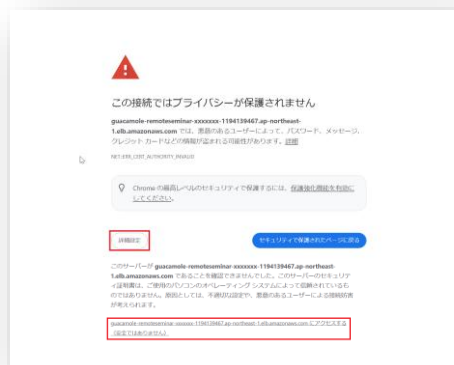 この接続ではプライバシーが保護されません
guacamole-remoteseminar-xxxxxxx-1194139467.ap-northeast-
1.elb.amazonaws.com では、悪意のあるユーザーによって、パスワード、メッセージ、
クレジット カードなどの情報が盗まれる可能性があります。詳細
NET::ERR_CERT_AUTHORITY_INVALID
Chrome の最高レベルのセキュリティで保護するには、保護強化機能を有効に
してください。
詳細設定
セキュリティで保護されたページに戻る
このサーバーが guacamole-remoteseminar-xxxxxxx-1194139467.ap-northeast-
1.elb.amazonaws.com であることを確認できませんでした。このサーバーのセキュリテ
ィ証明書は、ご使用のパソコンのオペレーティング システムによって信頼されているも
のではありません。原因としては、不適切な設定や、悪意のあるユーザーによる接続妨害
が考えられます。
guacamole-remoteseminar-xxxxxxx-1194139467.ap-northeast-1.elb.amazonaws.com にアクセスする
（安全ではありません）